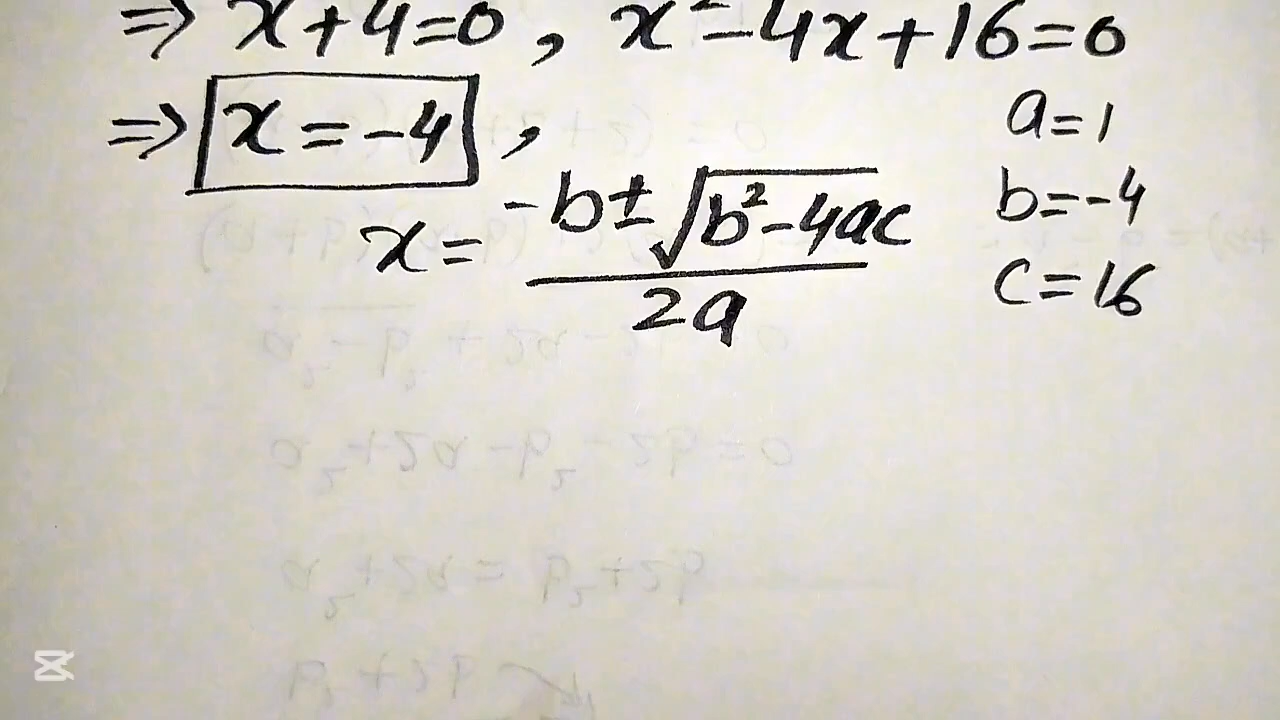 ⇒ x+4=0, x²-4x+16=0
⇒ x=-4,
a=1
b=-4
c=16
x = -b±√b²-4ac / 2a